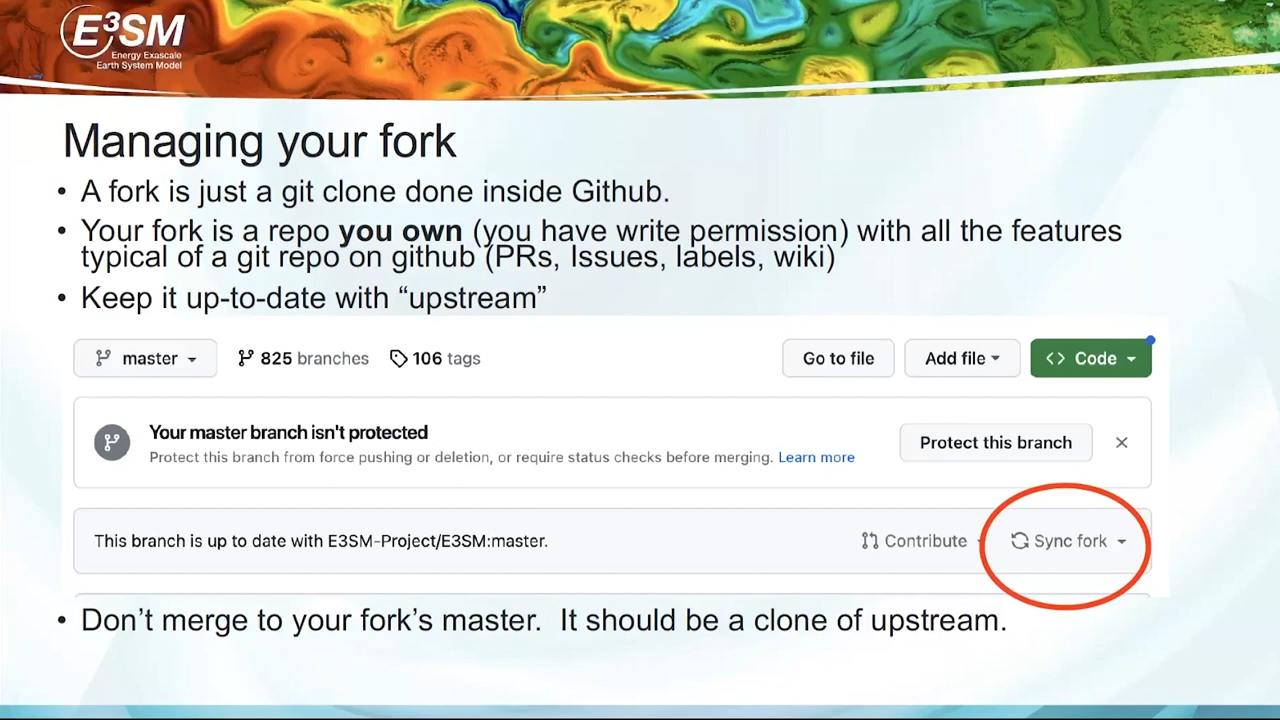 E³SM
Energy Exascale
Earth System Model
Managing your fork
• A fork is just a git clone done inside Github.
• Your fork is a repo you own (you have write permission) with all the features
typical of a git repo on github (PRs, Issues, labels, wiki)
• Keep it up-to-date with “upstream”
master 825 branches 106 tags Go to file Add file <> Code
Your master branch isn't protected
Protect this branch from force pushing or deletion, or require status checks before merging. Learn more
Protect this branch
This branch is up to date with E3SM-Project/E3SM:master. Contribute Sync fork
• Don’t merge to your fork’s master. It should be a clone of upstream.